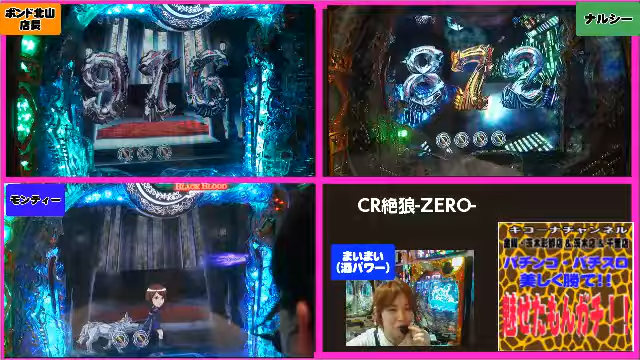 ポンド北山
店長
976
ナルシー
872
モンティー
BLACK BLOOD
CR絶狼-ZERO-
まいまい
(酒パワー)
キコーナチャンネル
パチンコ・パチスロ
美しく勝て!!
魅せたもんガチ!!